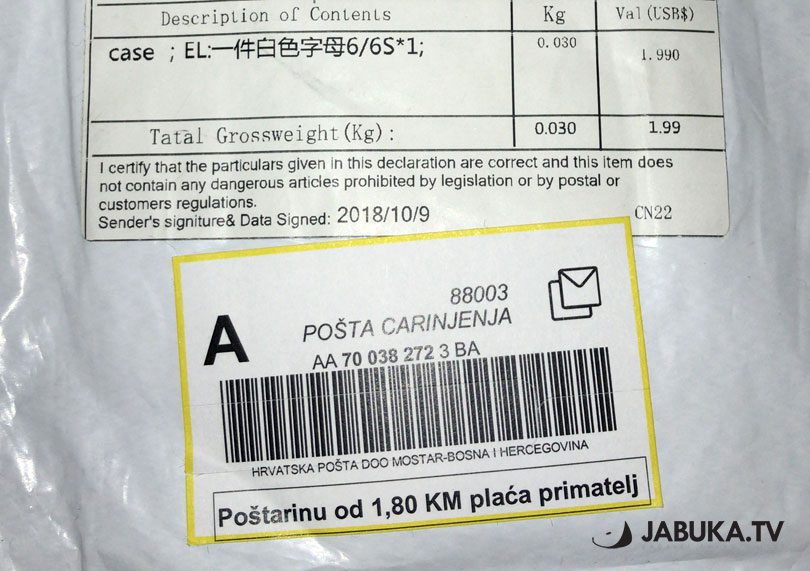 Description of Contents Kg Val(USB$)
case ; EL:一件白色字母6/6S*1; 0.030 1.990
Tatal Grossweight(Kg): 0.030 1.99
I certify that the particulars given in this declaration are correct and this item does
not contain any dangerous articles prohibited by legislation or by postal or
customers regulations.
Sender's signiture& Data Signed: 2018/10/9 CN22
88003
A POŠTA CARINJENJA
AA 70 038 272 3 BA
HRVATSKA POŠTA DOO MOSTAR-BOSNA I HERCEGOVINA
Poštarinu od 1,80 KM plaća primatelj
JABUKA.TV